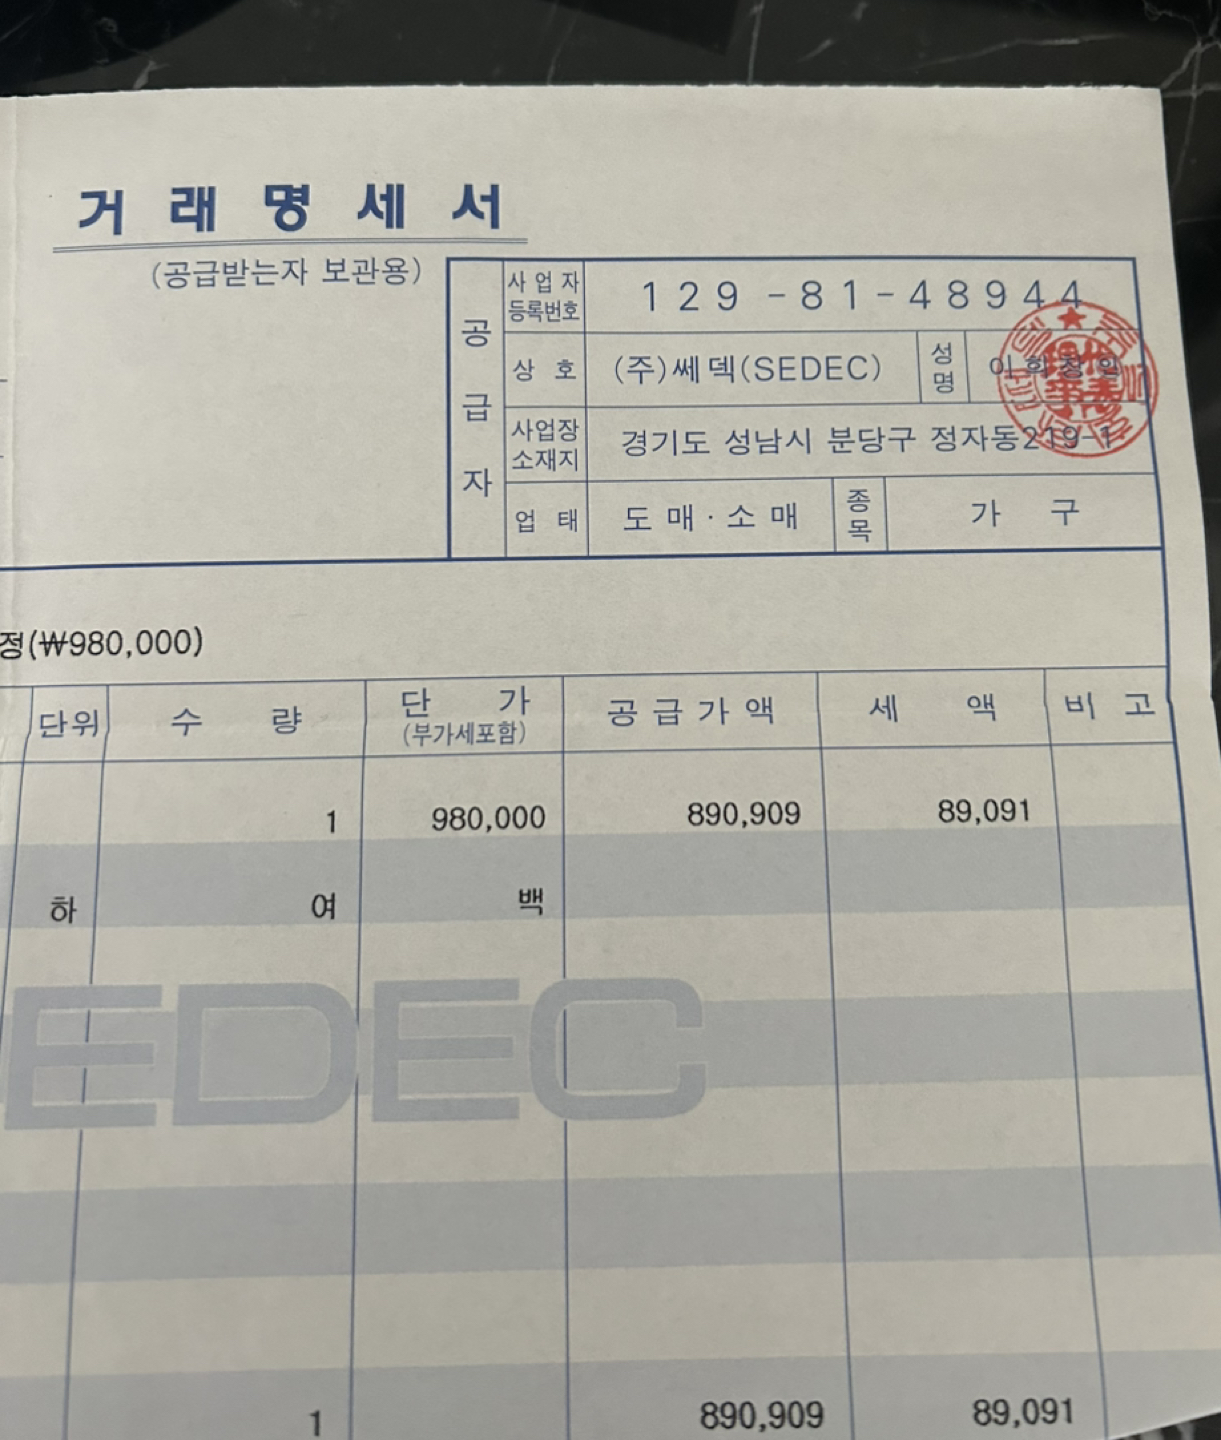 거래명세서
(공급받는자 보관용)
공급자
사업자등록번호 129-81-48944
상호 (주)쎄덱(SEDEC) 성명
사업장소재지 경기도 성남시 분당구 정자동219-1
업태 도매·소매 종목 가구
정(₩980,000)
단위 수량 단가(부가세포함) 공급가액 세액 비고
1 980,000 890,909 89,091
하 여 백
EDEC
1 890,909 89,091